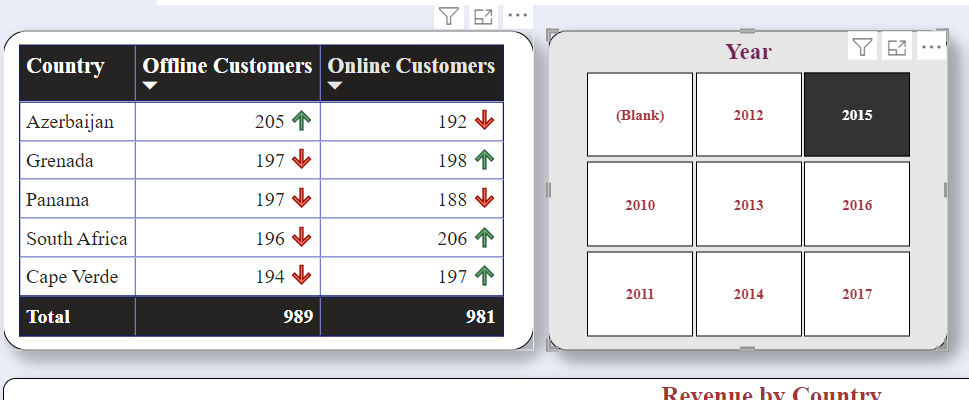 Country Offline Customers Online Customers
Azerbaijan 205 192
Grenada 197 198
Panama 197 188
South Africa 196 206
Cape Verde 194 197
Total 989 981
Year
(Blank) 2012 2015
2010 2013 2016
2011 2014 2017
Revenue by Country